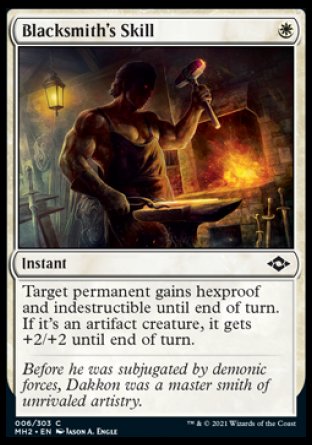 Blacksmith's Skill
Instant
Target permanent gains hexproof
and indestructible until end of turn.
If it's an artifact creature, it gets
+2/+2 until end of turn.
Before he was subjugated by demonic
forces, Dakkon was a master smith of
unrivaled artistry.
006/303 C
MH2 • EN JASON A. ENGLE
™ & © 2021 Wizards of the Coast